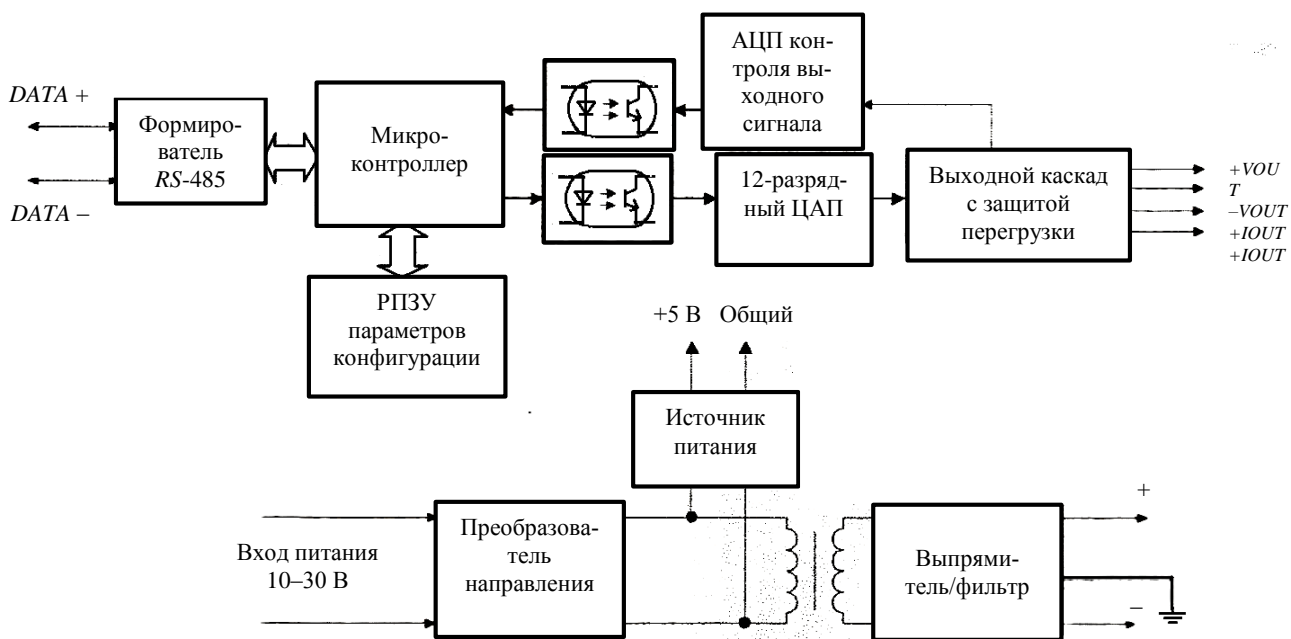 АЦП кон-
троля вы-
ходного
сигнала
DATA +
Формиро-
ватель
RS-485
DATA –
Микро-
контроллер
12-разряд-
ный ЦАП
Выходной каскад
с защитой
перегрузки
+VOU
T
–VOUT
+IOUT
+IOUT
РПЗУ
параметров
конфигурации
+5 В Общий
Источник
питания
Вход питания
10–30 В
Преобразова-
тель
направления
Выпрями-
тель/фильтр
+
–